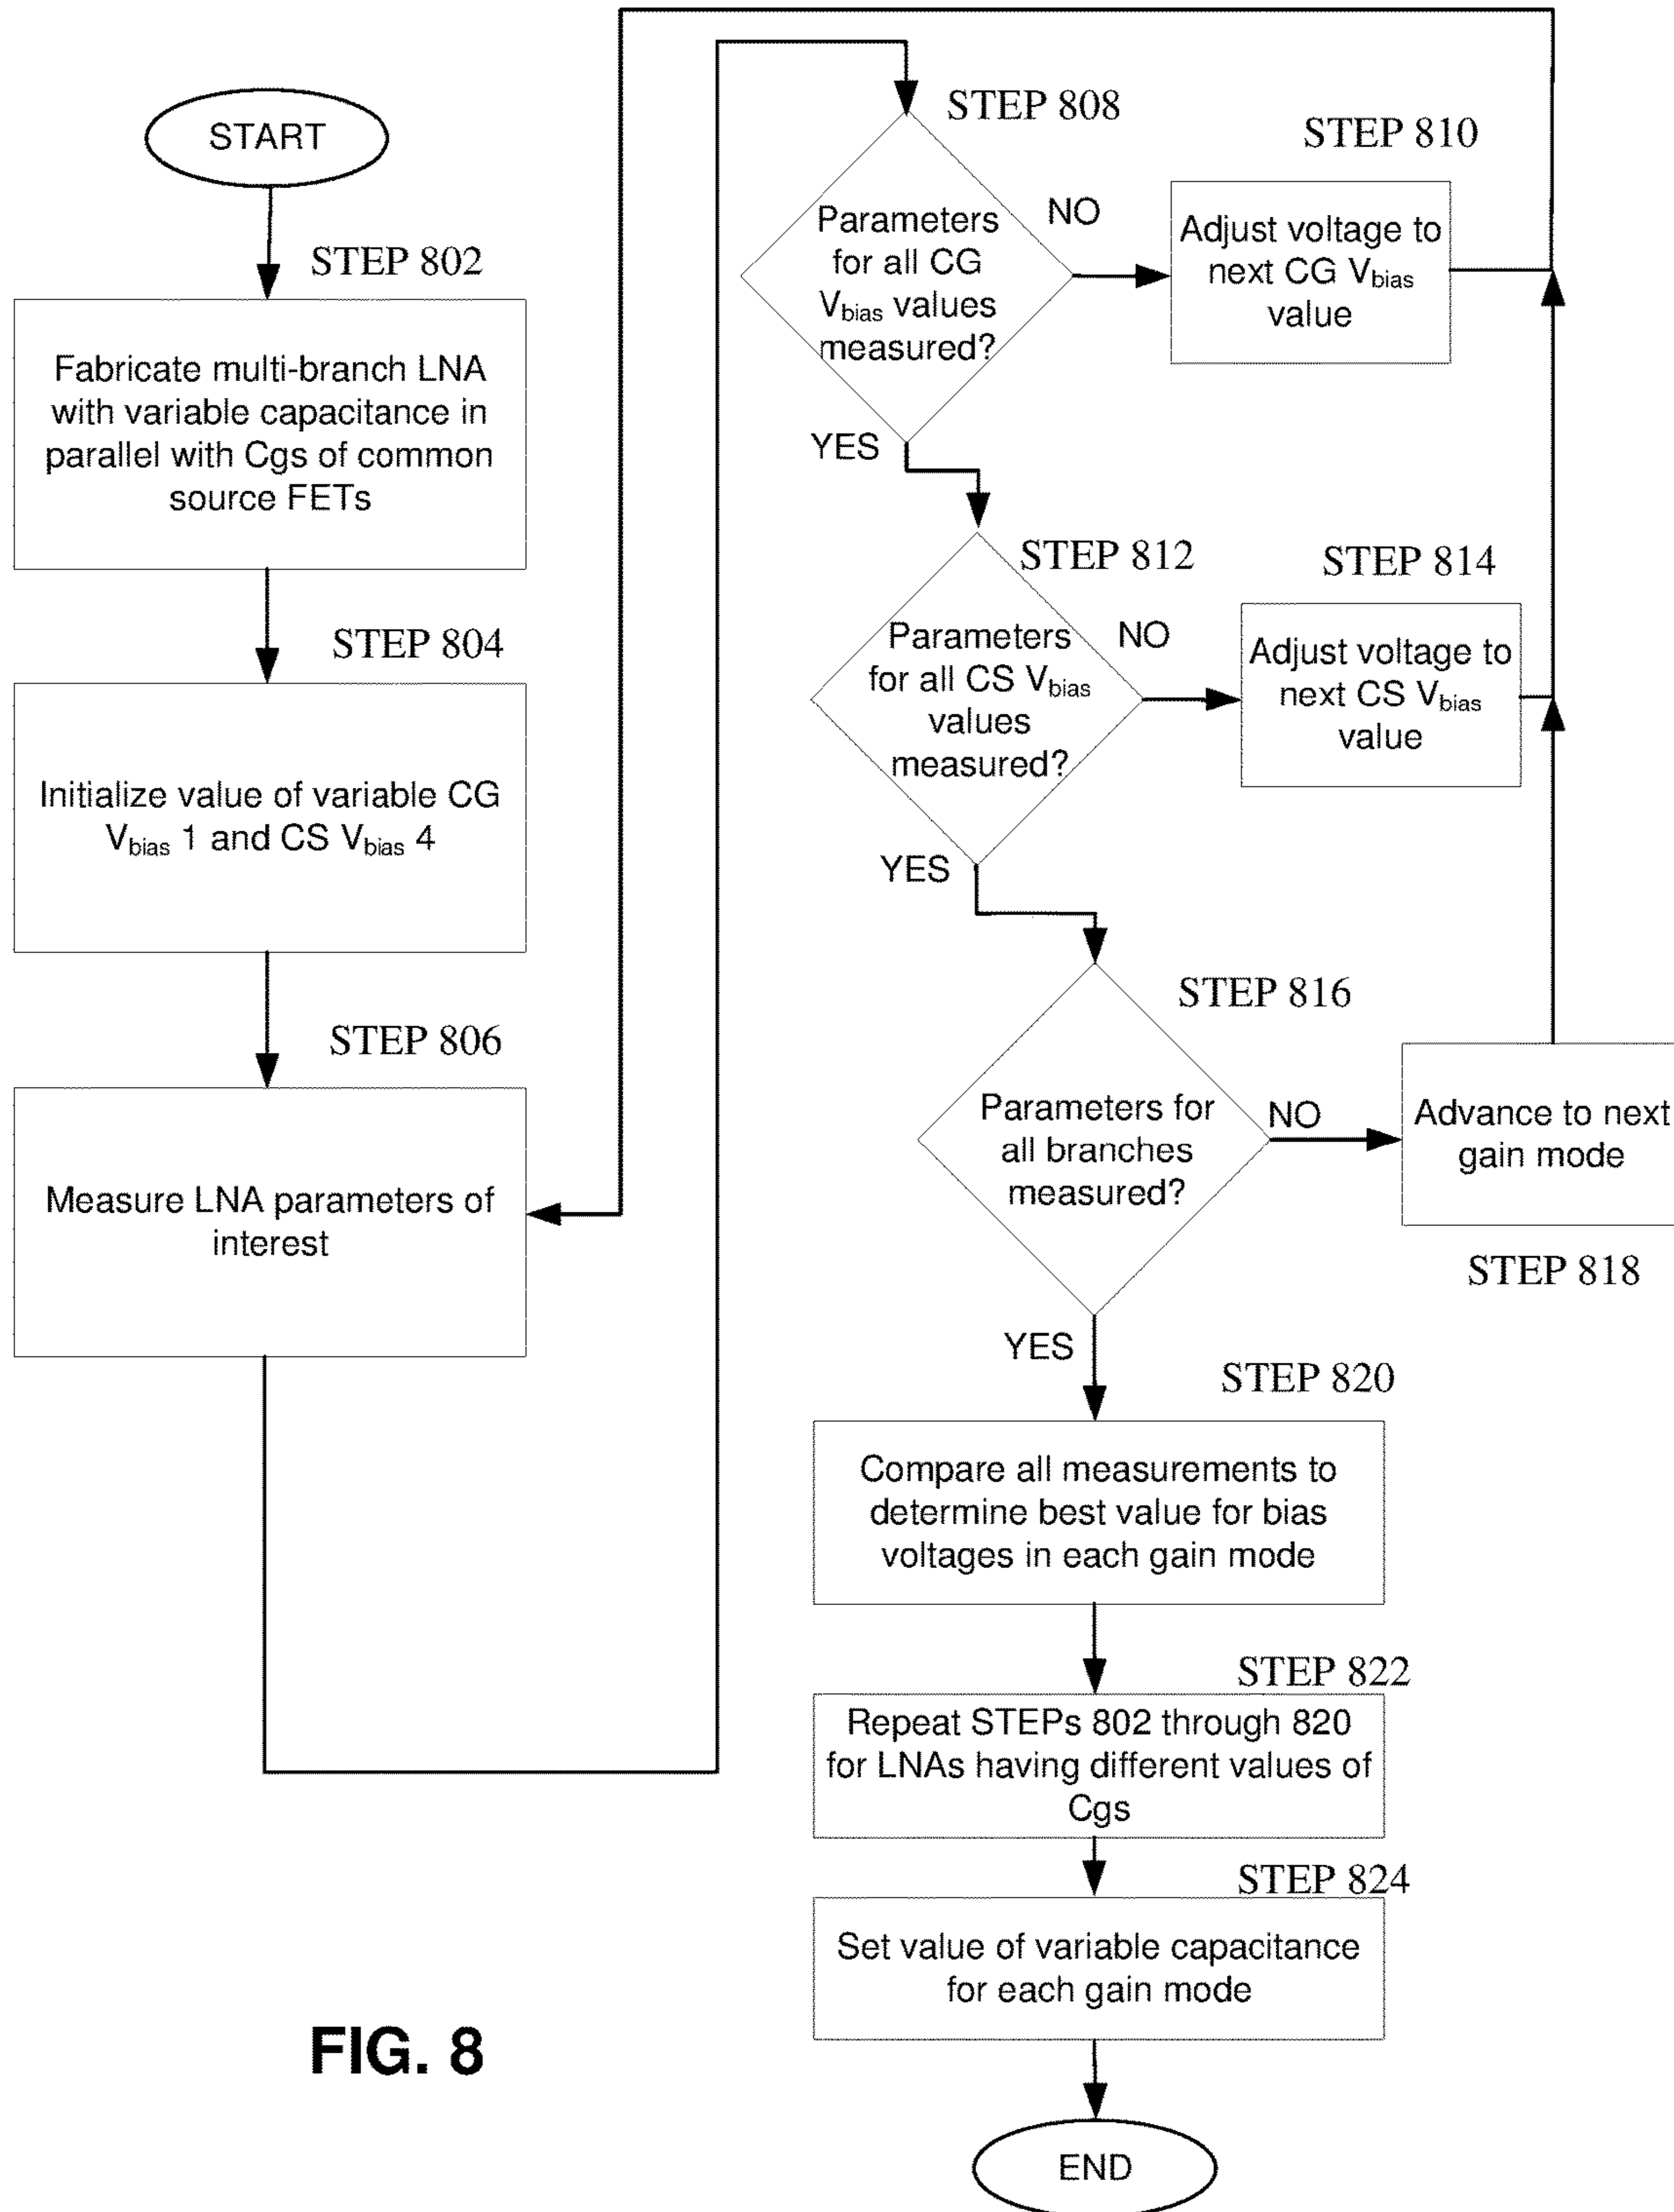 START
STEP 802
Fabricate multi-branch LNA
with variable capacitance in
parallel with Cgs of common
source FETs
STEP 804
Initialize value of variable CG
Vbias 1 and CS Vbias 4
STEP 806
Measure LNA parameters of
interest
STEP 808
Parameters
for all CG
Vbias values
measured?
NO
YES
STEP 810
Adjust voltage to
next CG Vbias
value
STEP 812
Parameters
for all CS Vbias
values
measured?
NO
YES
STEP 814
Adjust voltage to
next CS Vbias
value
STEP 816
Parameters for
all branches
measured?
NO
YES
Advance to next
gain mode
STEP 818
STEP 820
Compare all measurements to
determine best value for bias
voltages in each gain mode
STEP 822
Repeat STEPs 802 through 820
for LNAs having different values of
Cgs
STEP 824
Set value of variable capacitance
for each gain mode
END
FIG. 8